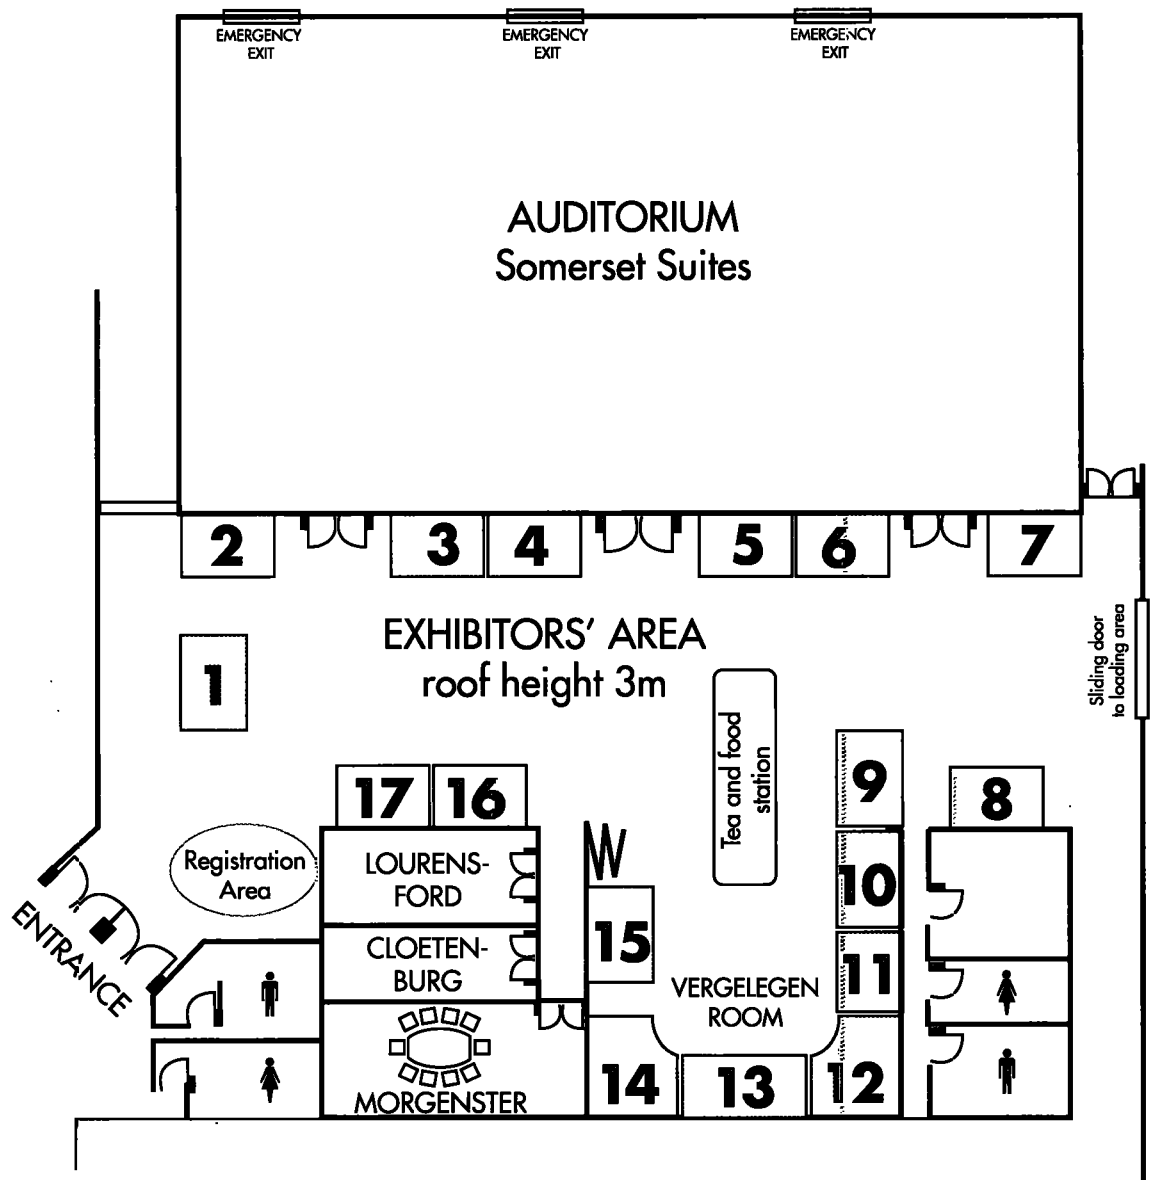 EMERGENCY
EXIT
EMERGENCY
EXIT
EMERGENCY
EXIT
AUDITORIUM
Somerset Suites
2
3
4
5
6
7
EXHIBITORS' AREA
roof height 3m
1
Sliding door
to loading area
Tea and food
station
17
16
9
8
Registration
Area
LOURENS-
FORD
W
10
ENTRANCE
CLOETEN-
BURG
15
11
VERGELEGEN
ROOM
14
13
12
MORGENSTER